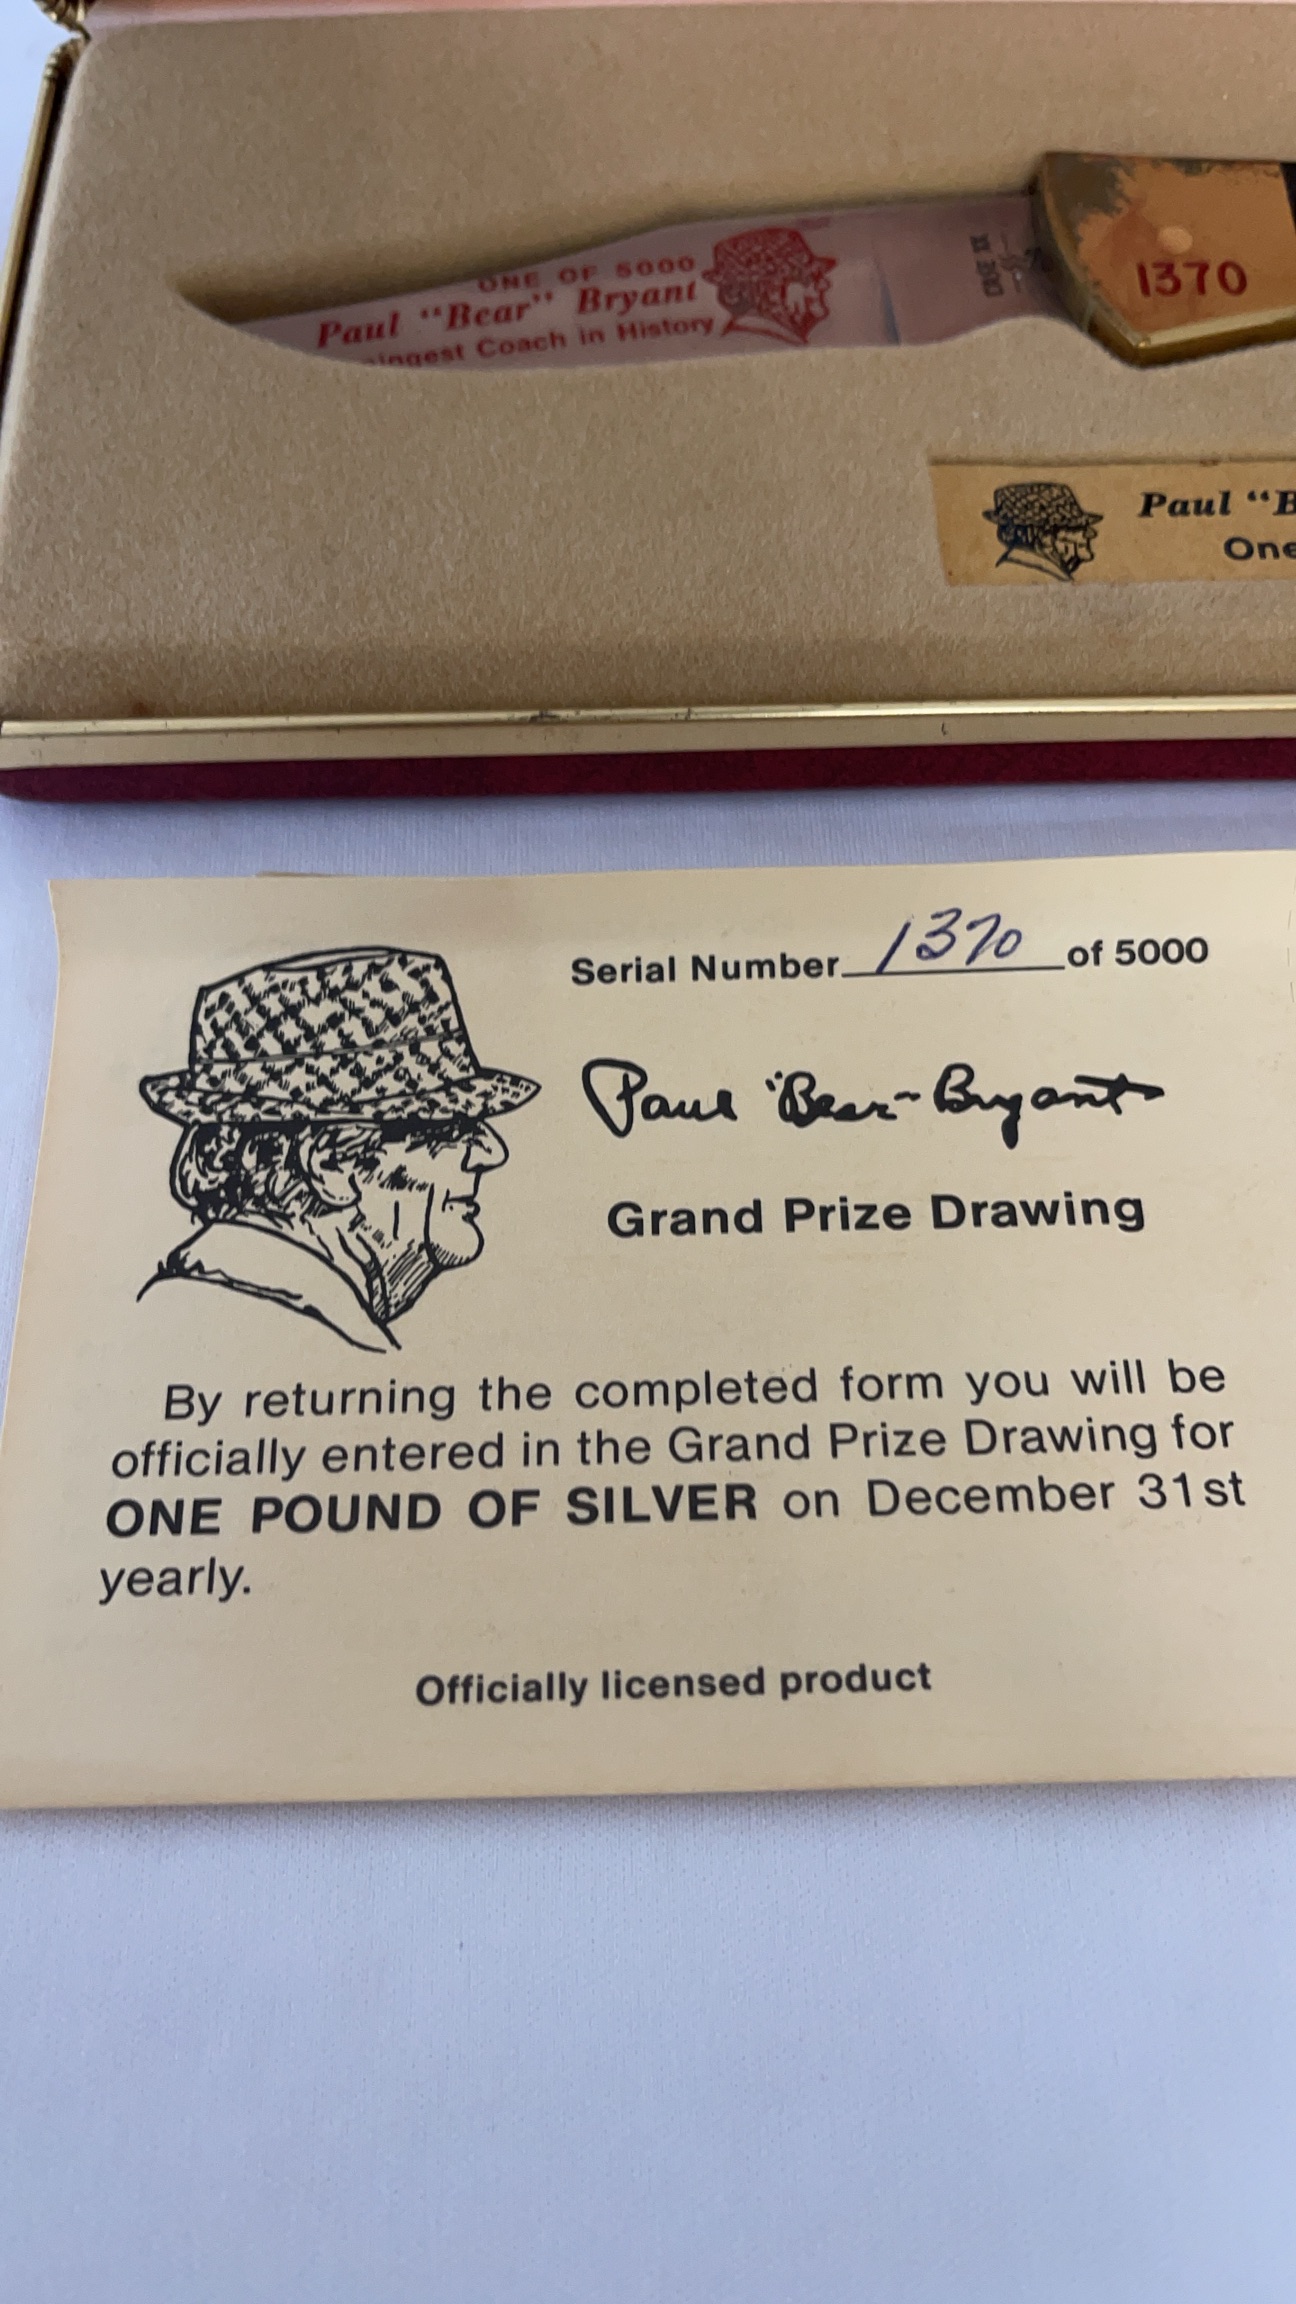 ONE OF 5000
Paul "Bear" Bryant
Coach in History
CASE XX
1370
Paul "B
One
Serial Number 1370 of 5000
Paul "Bear" Bryant
Grand Prize Drawing
By returning the completed form you will be
officially entered in the Grand Prize Drawing for
ONE POUND OF SILVER on December 31st
yearly.
Officially licensed product